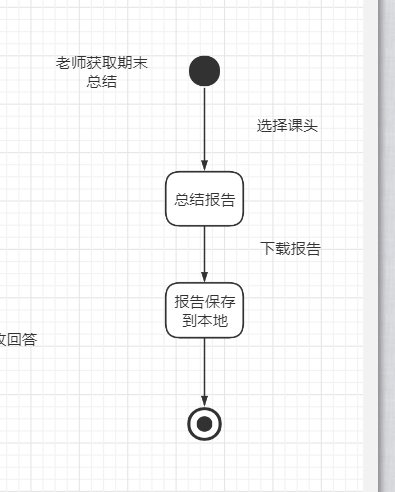 老师获取期末
总结
选择课头
总结报告
下载报告
报告保存
到本地
回答